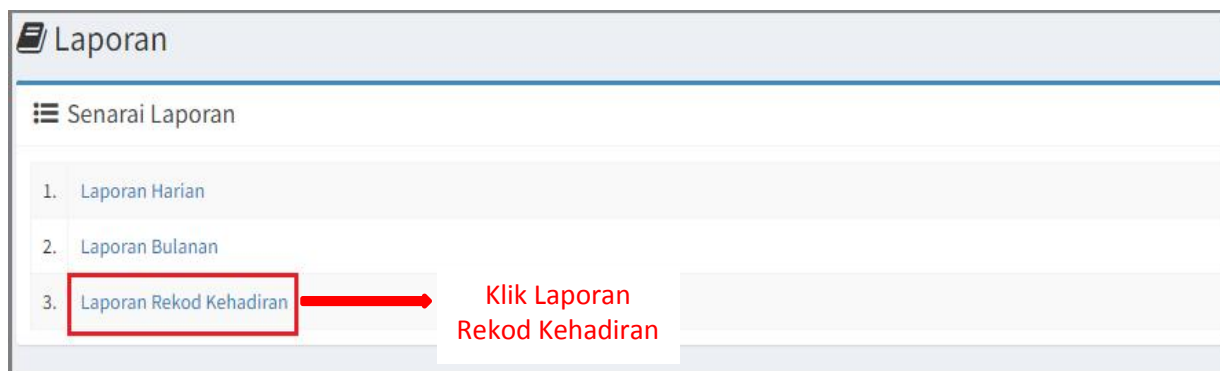 Laporan
Senarai Laporan
1. Laporan Harian
2. Laporan Bulanan
3. Laporan Rekod Kehadiran
Klik Laporan
Rekod Kehadiran